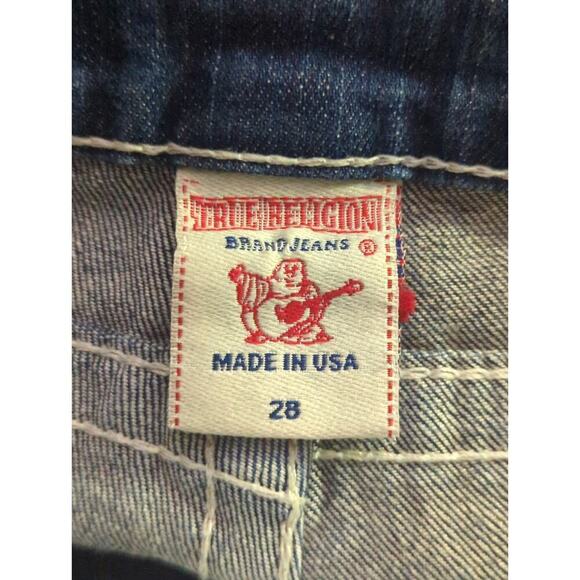 TRUE RELIGION
BRAND JEANS ®
MADE IN USA
28